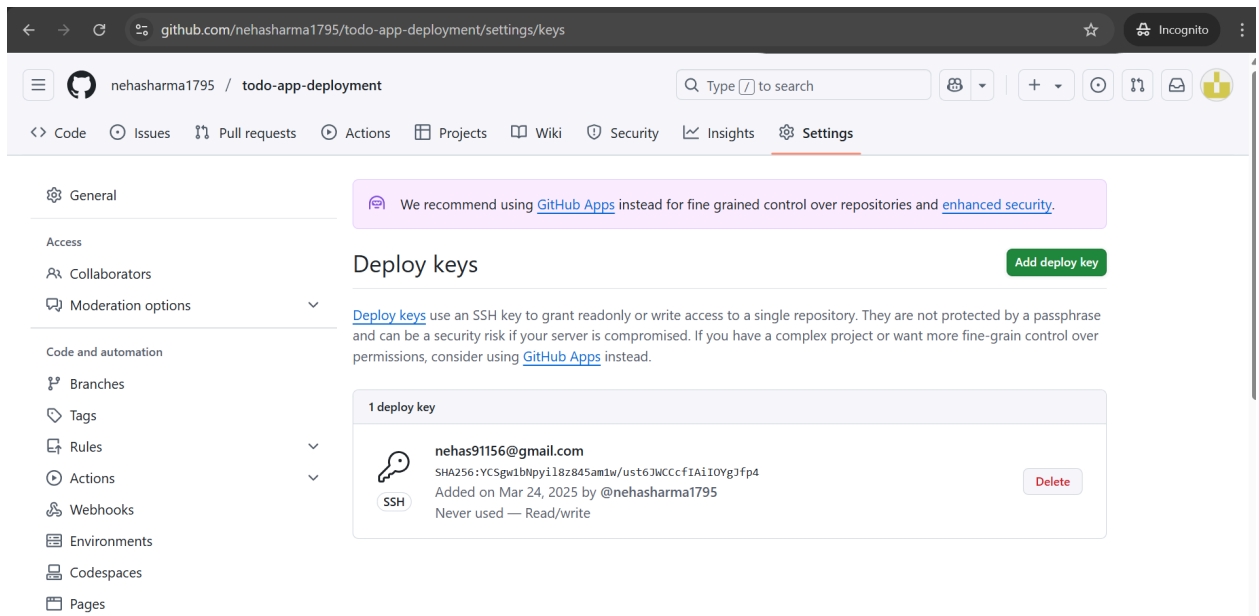 github.com/nehasharma1795/todo-app-deployment/settings/keys
Incognito
nehasharma1795 / todo-app-deployment
Type / to search
Code Issues Pull requests Actions Projects Wiki Security Insights Settings
General
Access
Collaborators
Moderation options
Code and automation
Branches
Tags
Rules
Actions
Webhooks
Environments
Codespaces
Pages
We recommend using GitHub Apps instead for fine grained control over repositories and enhanced security.
Deploy keys
Add deploy key
Deploy keys use an SSH key to grant readonly or write access to a single repository. They are not protected by a passphrase
and can be a security risk if your server is compromised. If you have a complex project or want more fine-grain control over
permissions, consider using GitHub Apps instead.
1 deploy key
SSH
nehas91156@gmail.com
SHA256:YCSgw1bNpyil8z845am1w/ust6JWCCcfIAiIOYgJfp4
Added on Mar 24, 2025 by @nehasharma1795
Never used — Read/write
Delete